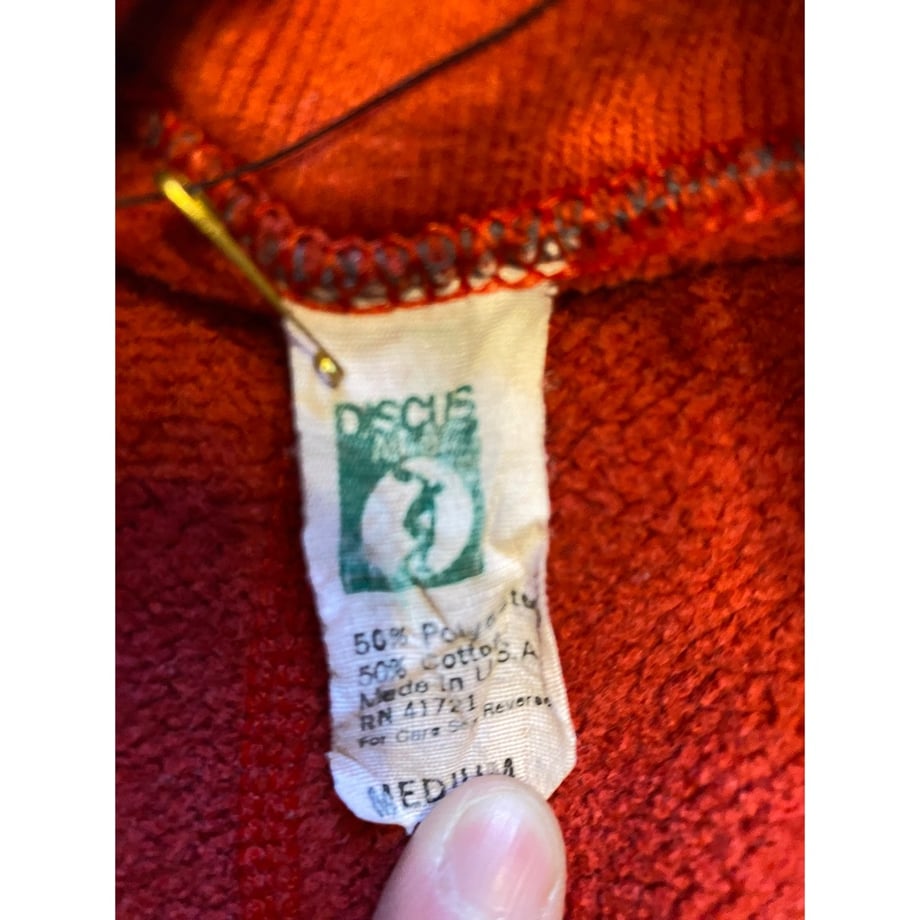 DISCUS
50% Polyester
50% Cotton
Made in U.S.A.
RN 41721
For Care See Reverse
MEDIUM